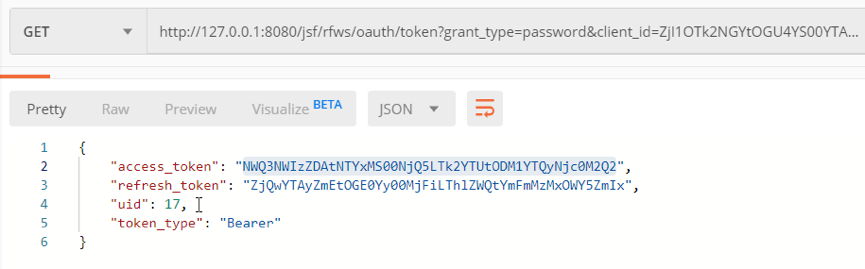 GET http://127.0.0.1:8080/jsf/rfws/oauth/token?grant_type=password&client_id=ZjI1OTk2NGYtOGU4YS00YTA...
Pretty Raw Preview Visualize BETA JSON
1 {
2 "access_token": "NWQ3NWIzZDAtNTYxMS00NjQ5LTk2YTUtODM1YTQyNjc0M2Q2",
3 "refresh_token": "ZjQwYTAyZmEtOGE0Yy00MjFiLThlZWQtYmFmMzMxOWY5ZmIx",
4 "uid": 17,
5 "token_type": "Bearer"
6 }